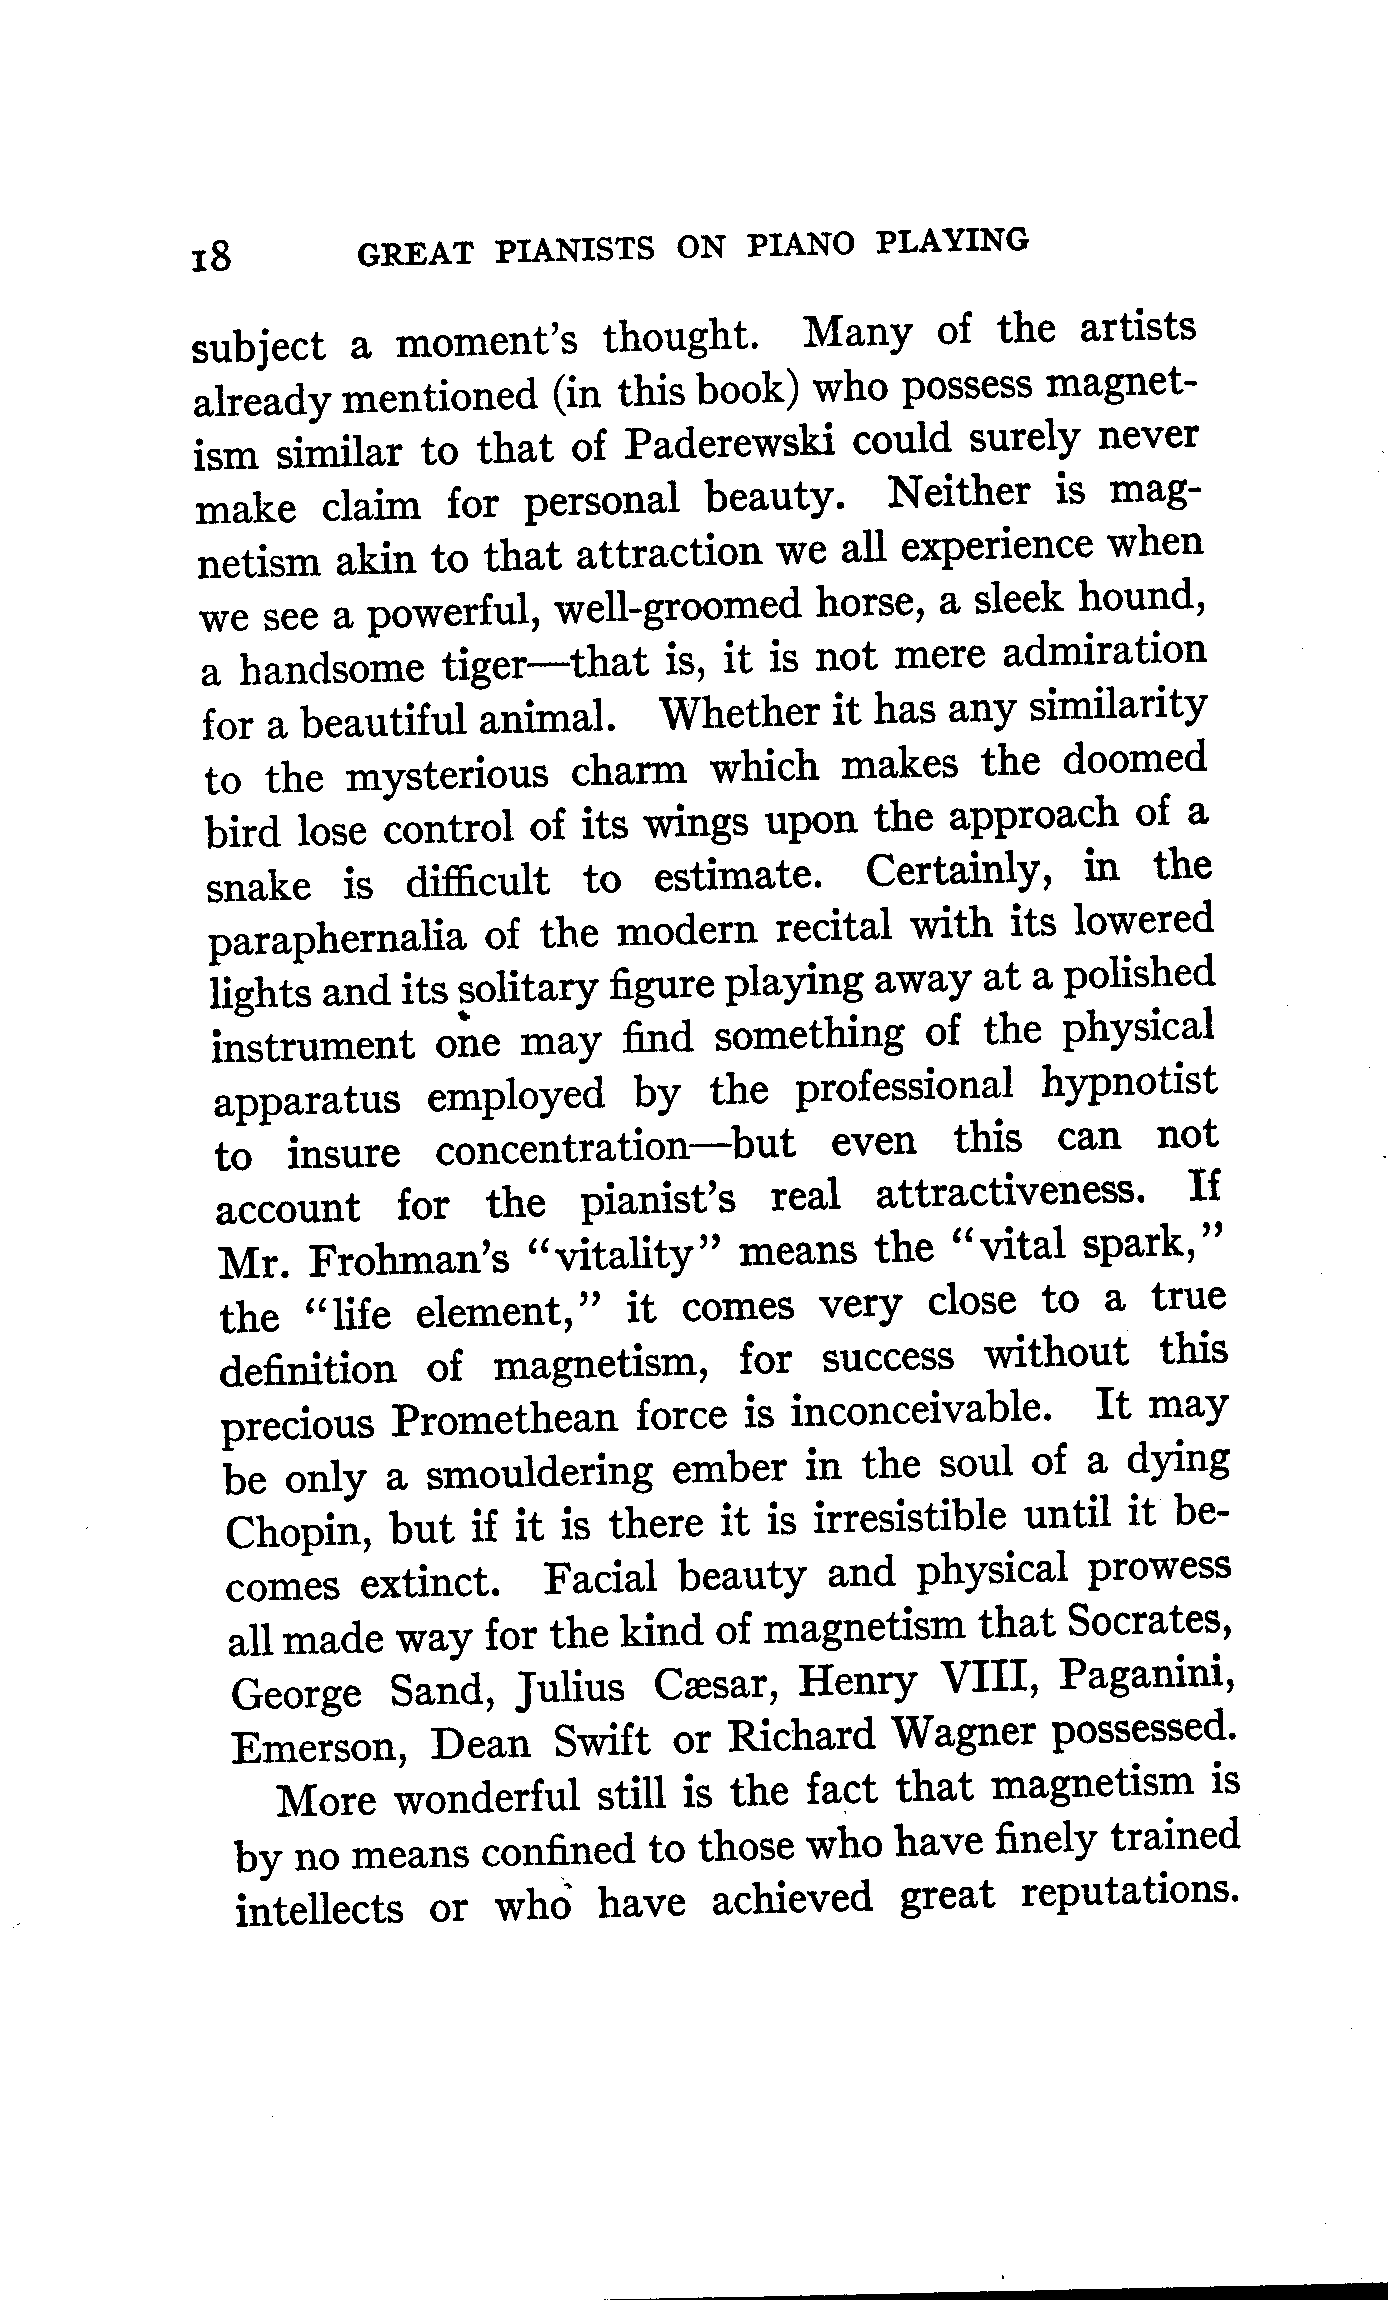 18 GREAT PIANISTS ON PIANO PLAYING
subject a moment's thought. Many of the artists
already mentioned (in this book) who possess magnet-
ism similar to that of Paderewski could surely never
make claim for personal beauty. Neither is mag-
netism akin to that attraction we all experience when
we see a powerful, well-groomed horse, a sleek hound,
a handsome tiger—that is, it is not mere admiration
for a beautiful animal. Whether it has any similarity
to the mysterious charm which makes the doomed
bird lose control of its wings upon the approach of a
snake is difficult to estimate. Certainly, in the
paraphernalia of the modern recital with its lowered
lights and its solitary figure playing away at a polished
instrument one may find something of the physical
apparatus employed by the professional hypnotist
to insure concentration—but even this can not
account for the pianist's real attractiveness. If
Mr. Frohman's “vitality” means the “vital spark,”
the “life element,” it comes very close to a true
definition of magnetism, for success without this
precious Promethean force is inconceivable. It may
be only a smouldering ember in the soul of a dying
Chopin, but if it is there it is irresistible until it be-
comes extinct. Facial beauty and physical prowess
all made way for the kind of magnetism that Socrates,
George Sand, Julius Cæsar, Henry VIII, Paganini,
Emerson, Dean Swift or Richard Wagner possessed.
More wonderful still is the fact that magnetism is
by no means confined to those who have finely trained
intellects or who have achieved great reputations.